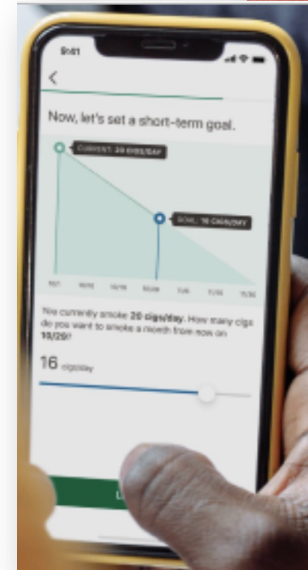 9:41
Now, let's set a short-term goal.
CURRENT: 20 CIGS/DAY
GOAL: 16 CIGS/DAY
10/29
You currently smoke 20 cigs/day. How many cigs
do you want to smoke a month from now on
10/29?
16 cigs/day